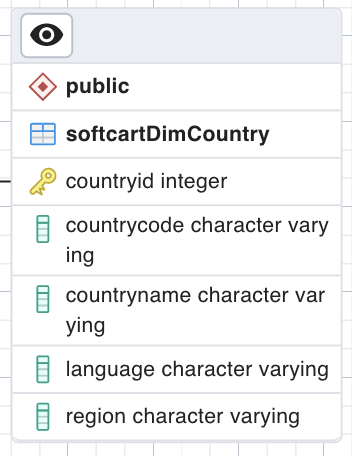 public
softcartDimCountry
countryid integer
countrycode character vary
ing
countryname character var
ying
language character varying
region character varying